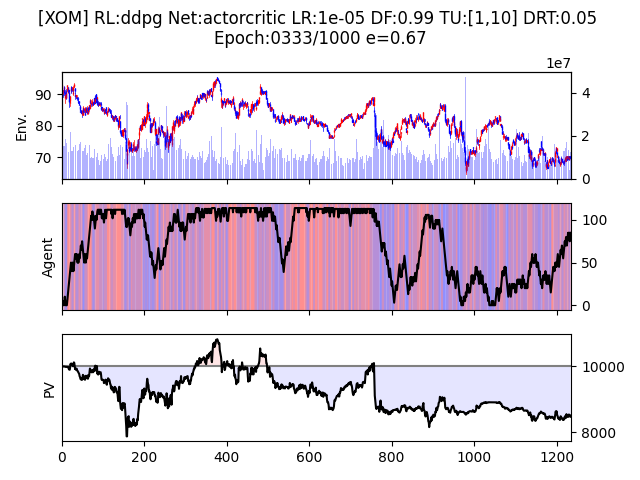 [XOM] RL:ddpg Net:actorcritic LR:1e-05 DF:0.99 TU:[1,10] DRT:0.05
Epoch:0333/1000 e=0.67
1e7
Env.
90
80
70
4
2
0
Agent
100
50
0
PV
10000
8000
0 200 400 600 800 1000 1200